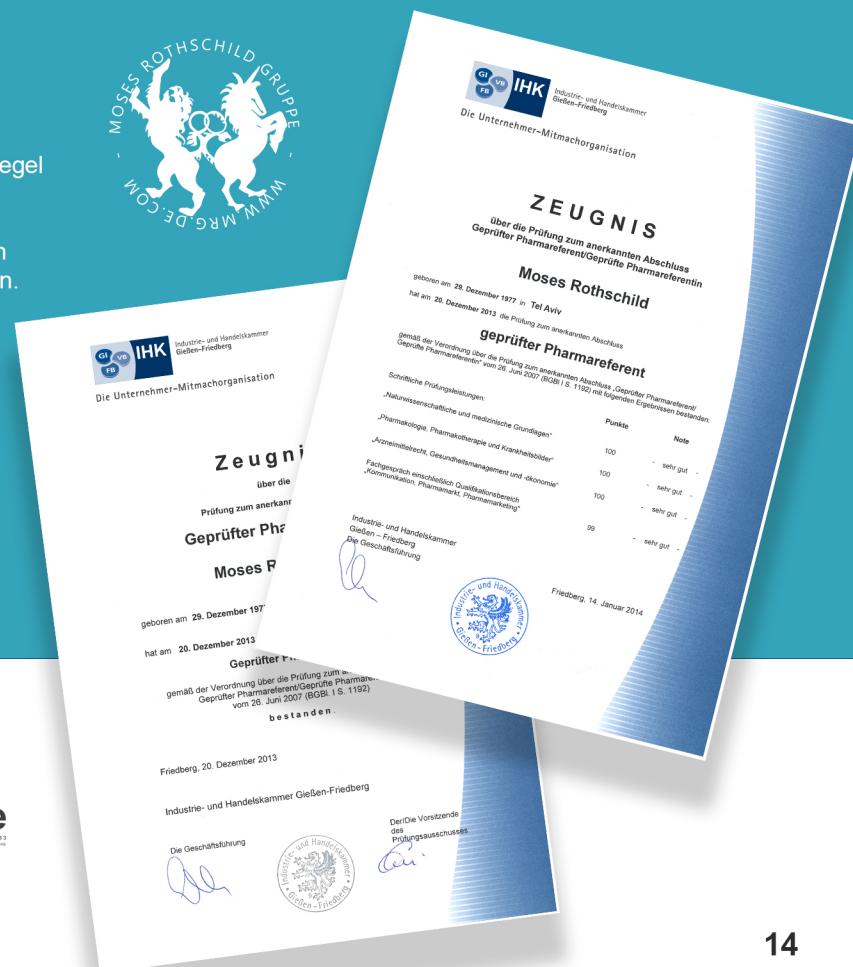 - MOSES ROTHSCHILD GRUPPE -
WWW.MRG.DE.COM
egel
n.
GI
VB
FB
IHK
Industrie- und Handelskammer
Gießen-Friedberg
Die Unternehmer-Mitmachorganisation
ZEUGNIS
über die Prüfung zum anerkannten Abschluss
Geprüfter Pharmareferent/Geprüfte Pharmareferentin
Moses Rothschild
geboren am 29. Dezember 1977 in Tel Aviv
hat am 20. Dezember 2013 die Prüfung zum anerkannten Abschluss
geprüfter Pharmareferent
gemäß der Verordnung über die Prüfung zum anerkannten Abschluss „Geprüfter Pharmareferent/
Geprüfte Pharmareferentin" vom 26. Juni 2007 (BGBl I S. 1192) mit folgenden Ergebnissen bestanden:
Schriftliche Prüfungsleistungen:
Punkte Note
„Naturwissenschaftliche und medizinische Grundlagen" 100 - sehr gut -
„Pharmakologie, Pharmakotherapie und Krankheitsbilder" 100 - sehr gut -
„Arzneimittelrecht, Gesundheitsmanagement und -ökonomie" 100 - sehr gut -
Fachgespräch einschließlich Qualifikationsbereich
„Kommunikation, Pharmamarkt, Pharmamarketing" 99 - sehr gut -
Industrie- und Handelskammer
Gießen – Friedberg
Die Geschäftsführung
Friedberg, 14. Januar 2014
Industrie- und Handelskammer
Gießen-Friedberg
GI
VB
FB
IHK
Industrie- und Handelskammer
Gießen-Friedberg
Die Unternehmer-Mitmachorganisation
Zeugni
über die
Prüfung zum anerkann
Geprüfter Pha
Moses R
geboren am 29. Dezember 197
hat am 20. Dezember 2013
Geprüfter P
gemäß der Verordnung über die Prüfung zum
Geprüfter Pharmareferent/Geprüfte Pharmare
vom 26. Juni 2007 (BGBl. I S. 1192)
bestanden.
Friedberg, 20. Dezember 2013
Industrie- und Handelskammer Gießen-Friedberg
Die Geschäftsführung
Der/Die Vorsitzende
des
Prüfungsausschusses
Industrie- und Handelskammer
Gießen-Friedberg
e
14